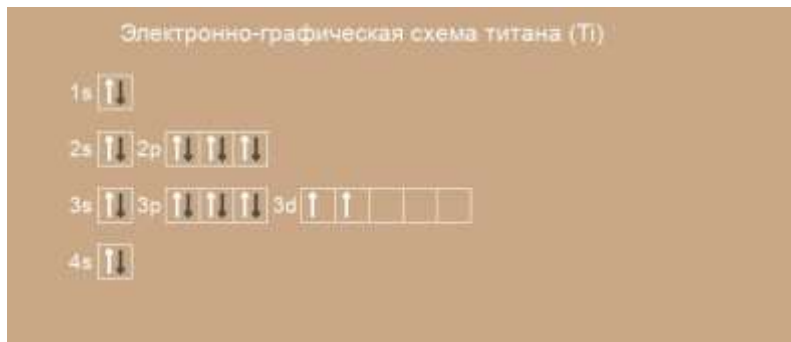 Электронно-графическая схема титана (Ti)
1s
2s 2p
3s 3p 3d
4s